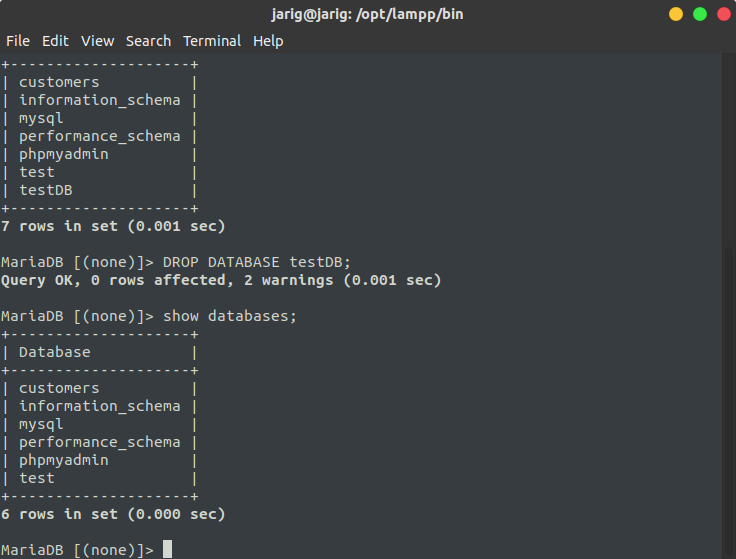 jarig@jarig: /opt/lampp/bin
File Edit View Search Terminal Help
+--------------------+
| customers          |
| information_schema |
| mysql              |
| performance_schema |
| phpmyadmin         |
| test               |
| testDB             |
+--------------------+
7 rows in set (0.001 sec)

MariaDB [(none)]> DROP DATABASE testDB;
Query OK, 0 rows affected, 2 warnings (0.001 sec)

MariaDB [(none)]> show databases;
+--------------------+
| Database           |
+--------------------+
| customers          |
| information_schema |
| mysql              |
| performance_schema |
| phpmyadmin         |
| test               |
+--------------------+
6 rows in set (0.000 sec)

MariaDB [(none)]>